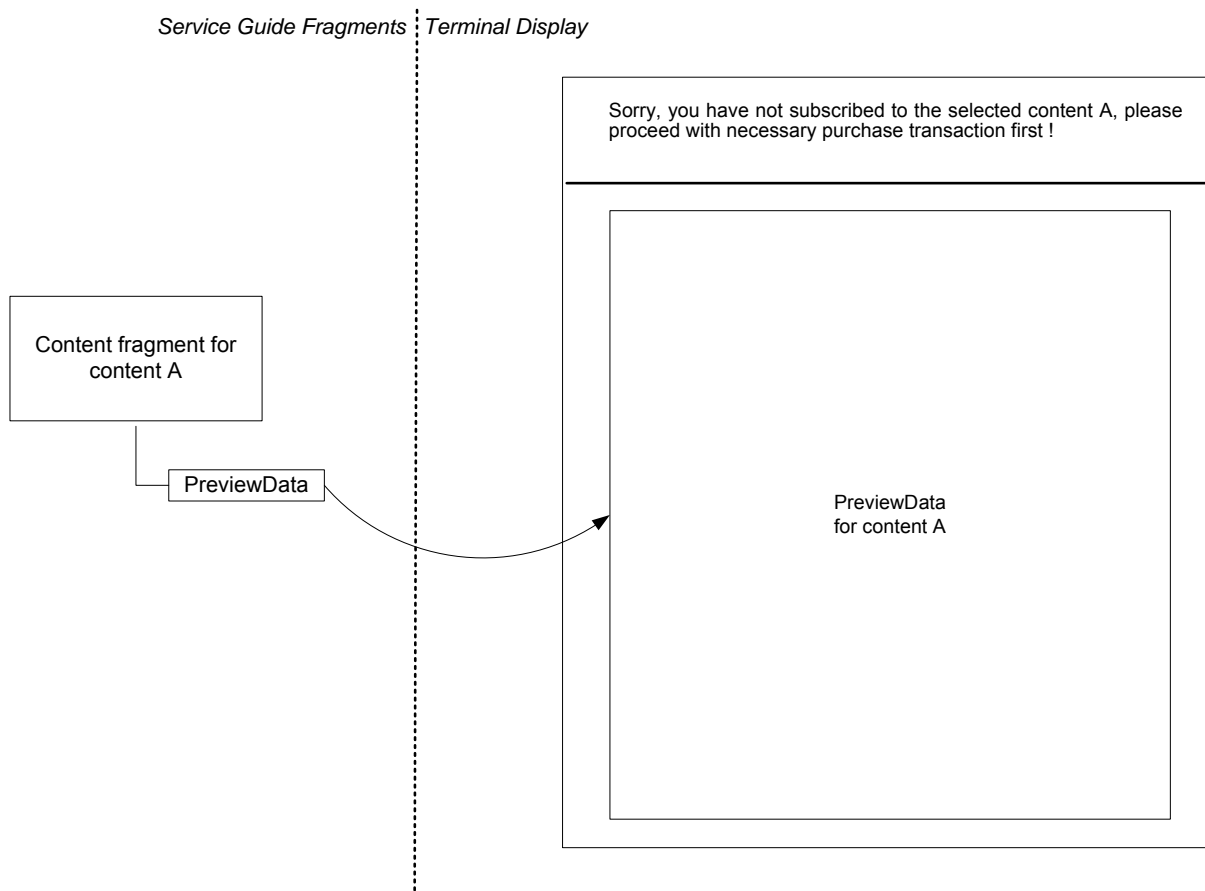 Service Guide Fragments
Terminal Display
Sorry, you have not subscribed to the selected content A, please
proceed with necessary purchase transaction first !
Content fragment for
content A
PreviewData
PreviewData
for content A